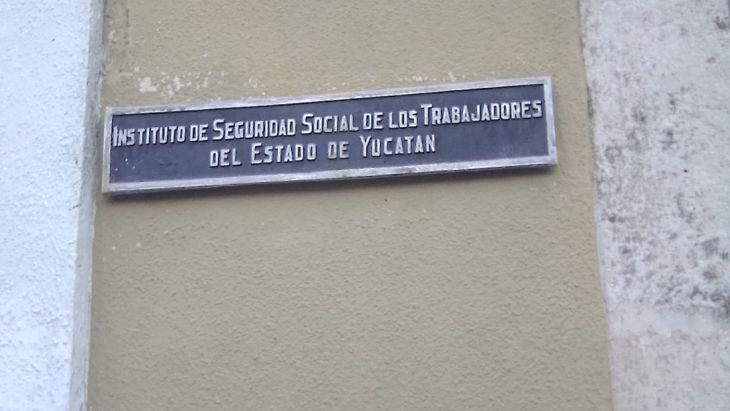 Instituto de Seguridad Social de los Trabajadores
del Estado de Yucatan